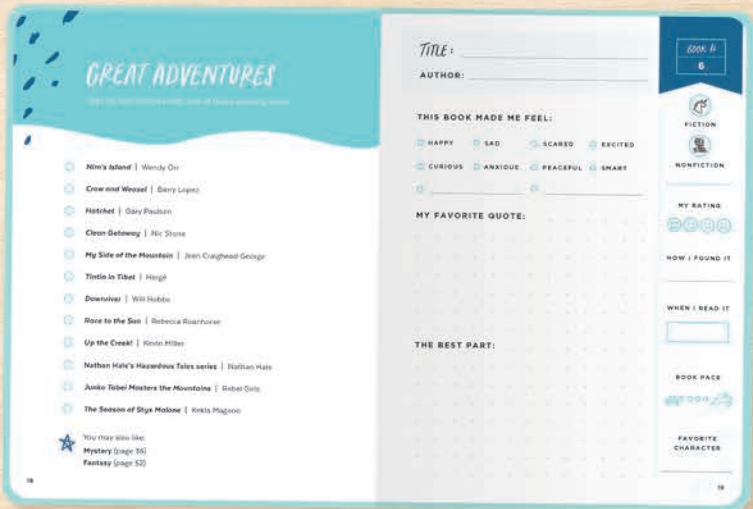 GREAT ADVENTURES
Nim's Island | Wendy Orr
Crow and Weasel | Barry Lopez
Hatchet | Gary Paulsen
Clean Getaway | Nic Stone
My Side of the Mountain | Jean Craighead George
Tintin in Tibet | Hergé
Downriver | Will Hobbs
Race to the Sun | Rebecca Roanhorse
Up the Creek! | Kevin Miller
Nathan Hale's Hazardous Tales series | Nathan Hale
Junko Tabei Masters the Mountains | Rebel Girls
The Season of Styx Malone | Kekla Magoon
You may also like:
Mystery (page 36)
Fantasy (page 52)
18
TITLE:
AUTHOR:
THIS BOOK MADE ME FEEL:
HAPPY SAD SCARED EXCITED
CURIOUS ANXIOUS PEACEFUL SMART
MY FAVORITE QUOTE:
THE BEST PART:
BOOK #
6
FICTION
NONFICTION
MY RATING
HOW I FOUND IT
WHEN I READ IT
BOOK PACE
FAVORITE
CHARACTER
19